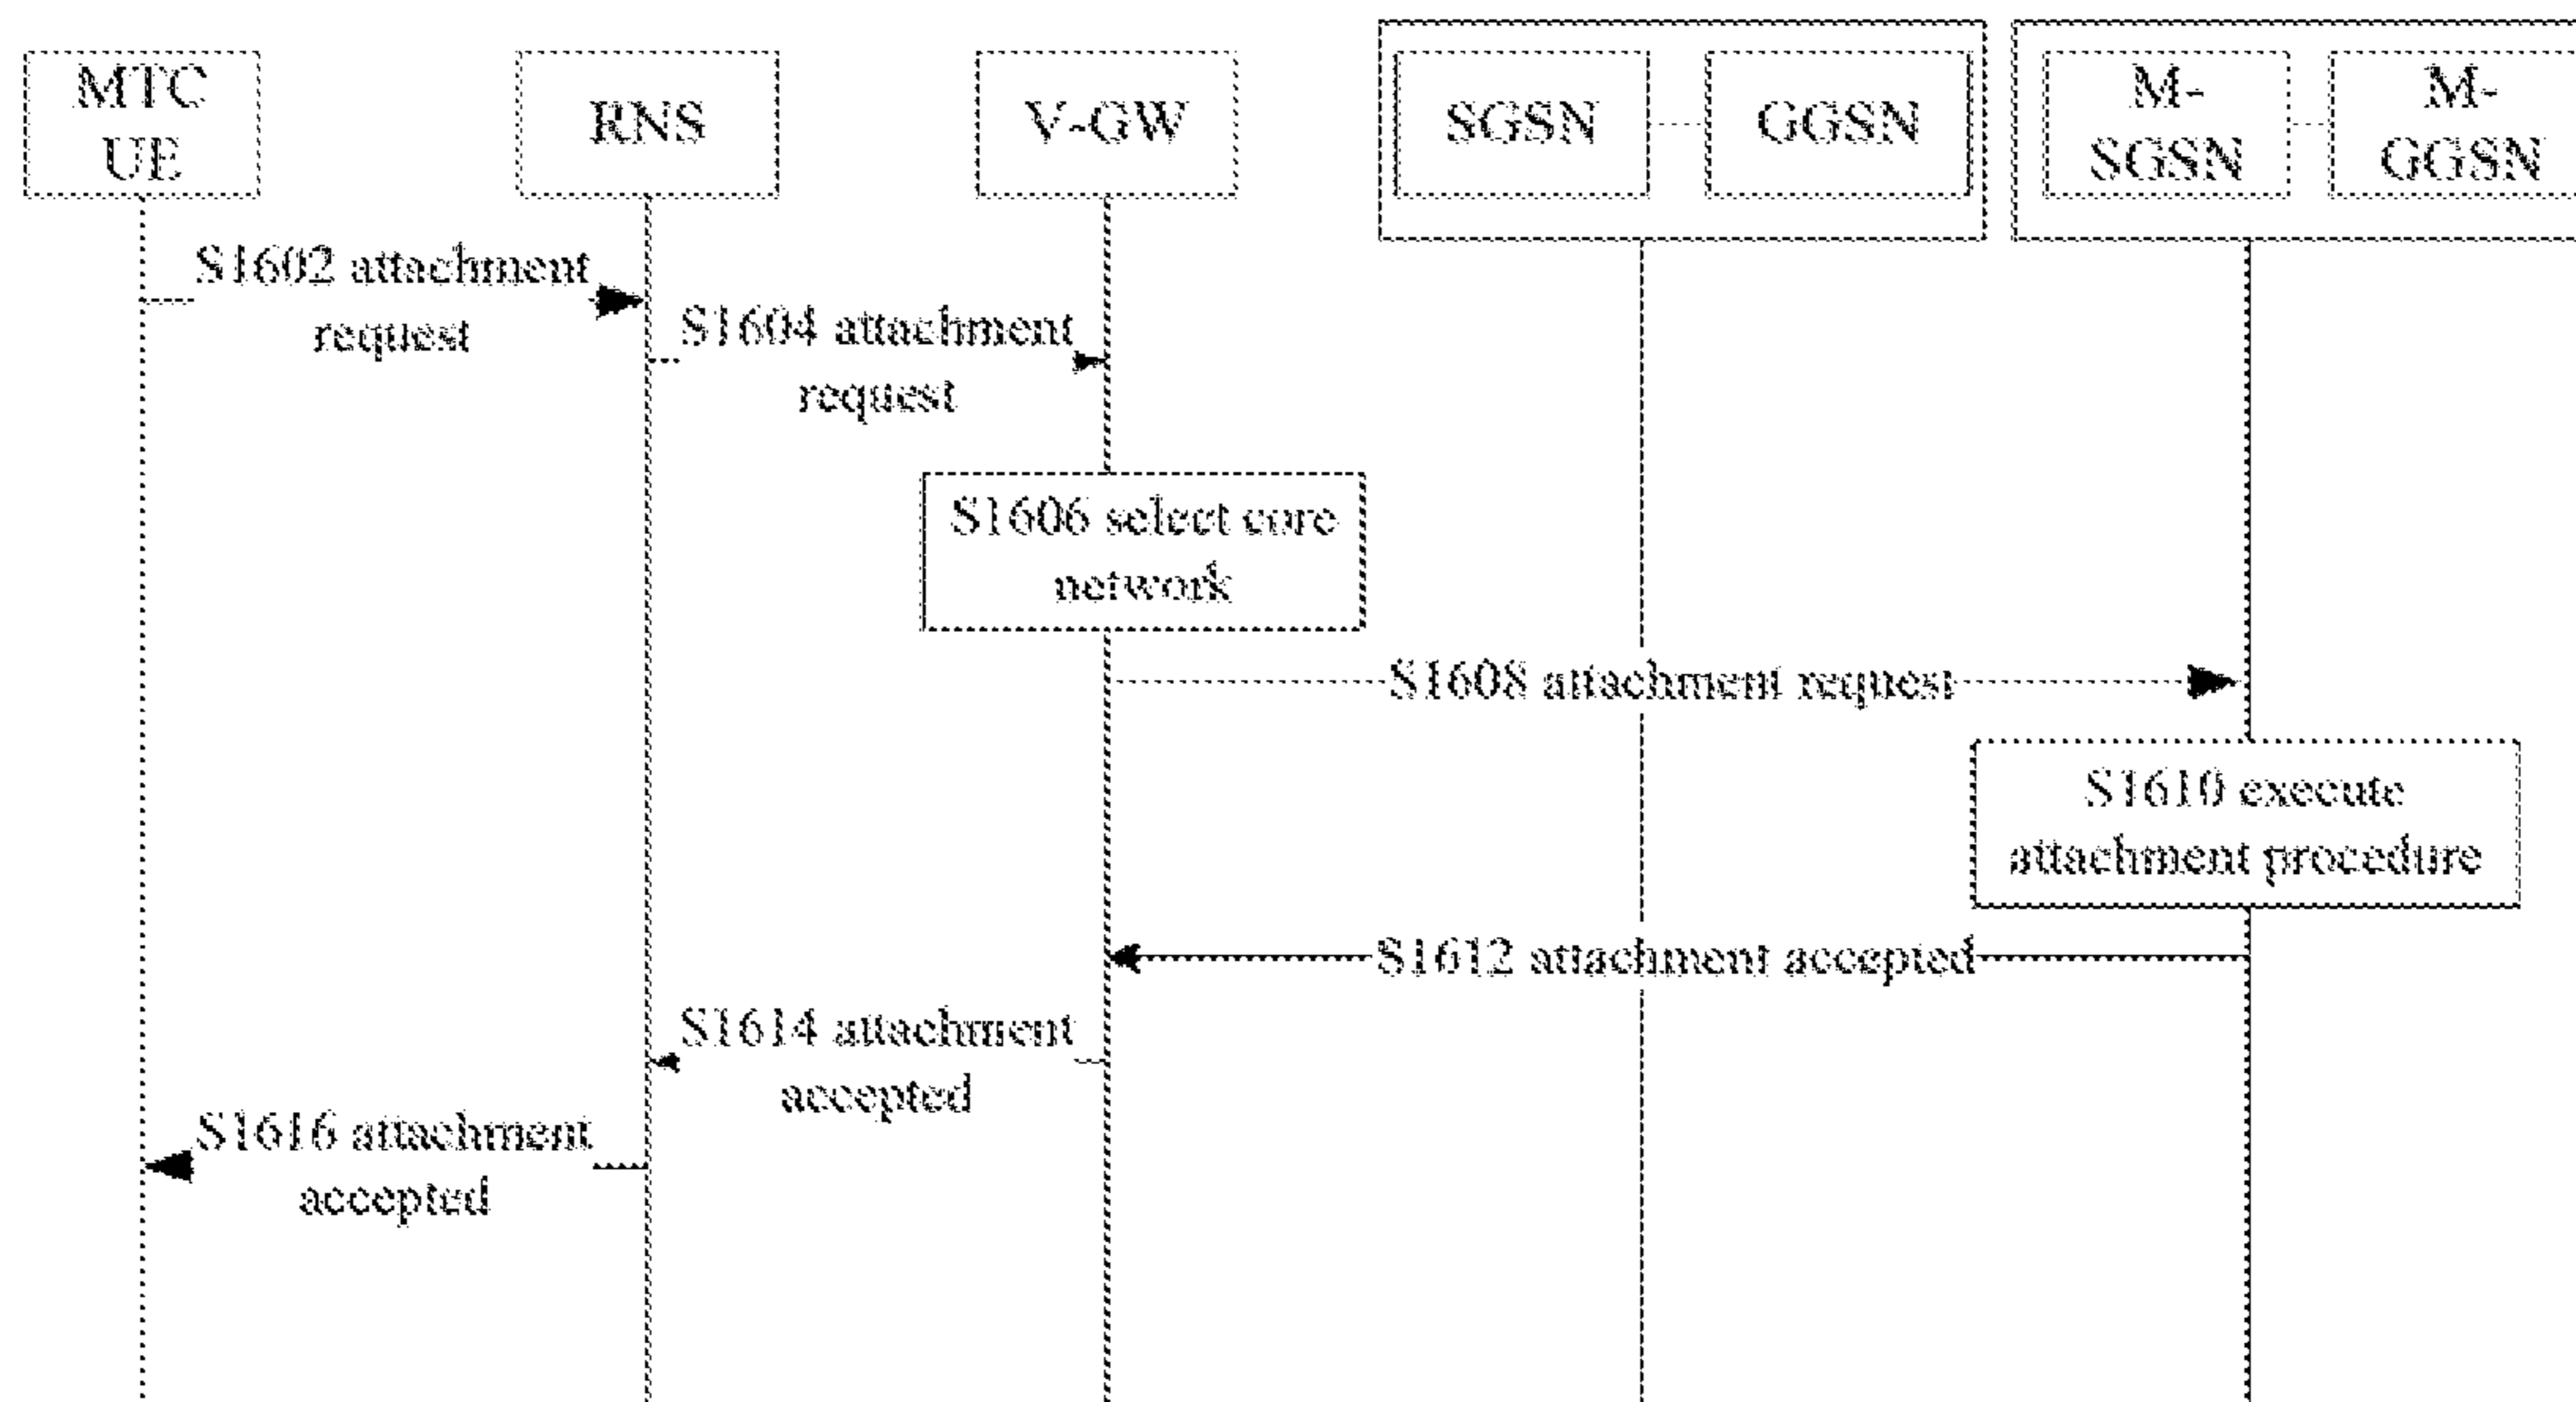 MTC
UE
RNS
V-GW
SGSN
GGSN
M-
SGSN
M-
GGSN
S1602 attachment
request
S1604 attachment
request
S1606 select core
network
S1608 attachment request
S1610 execute
attachment procedure
S1612 attachment accepted
S1614 attachment
accepted
S1616 attachment
accepted